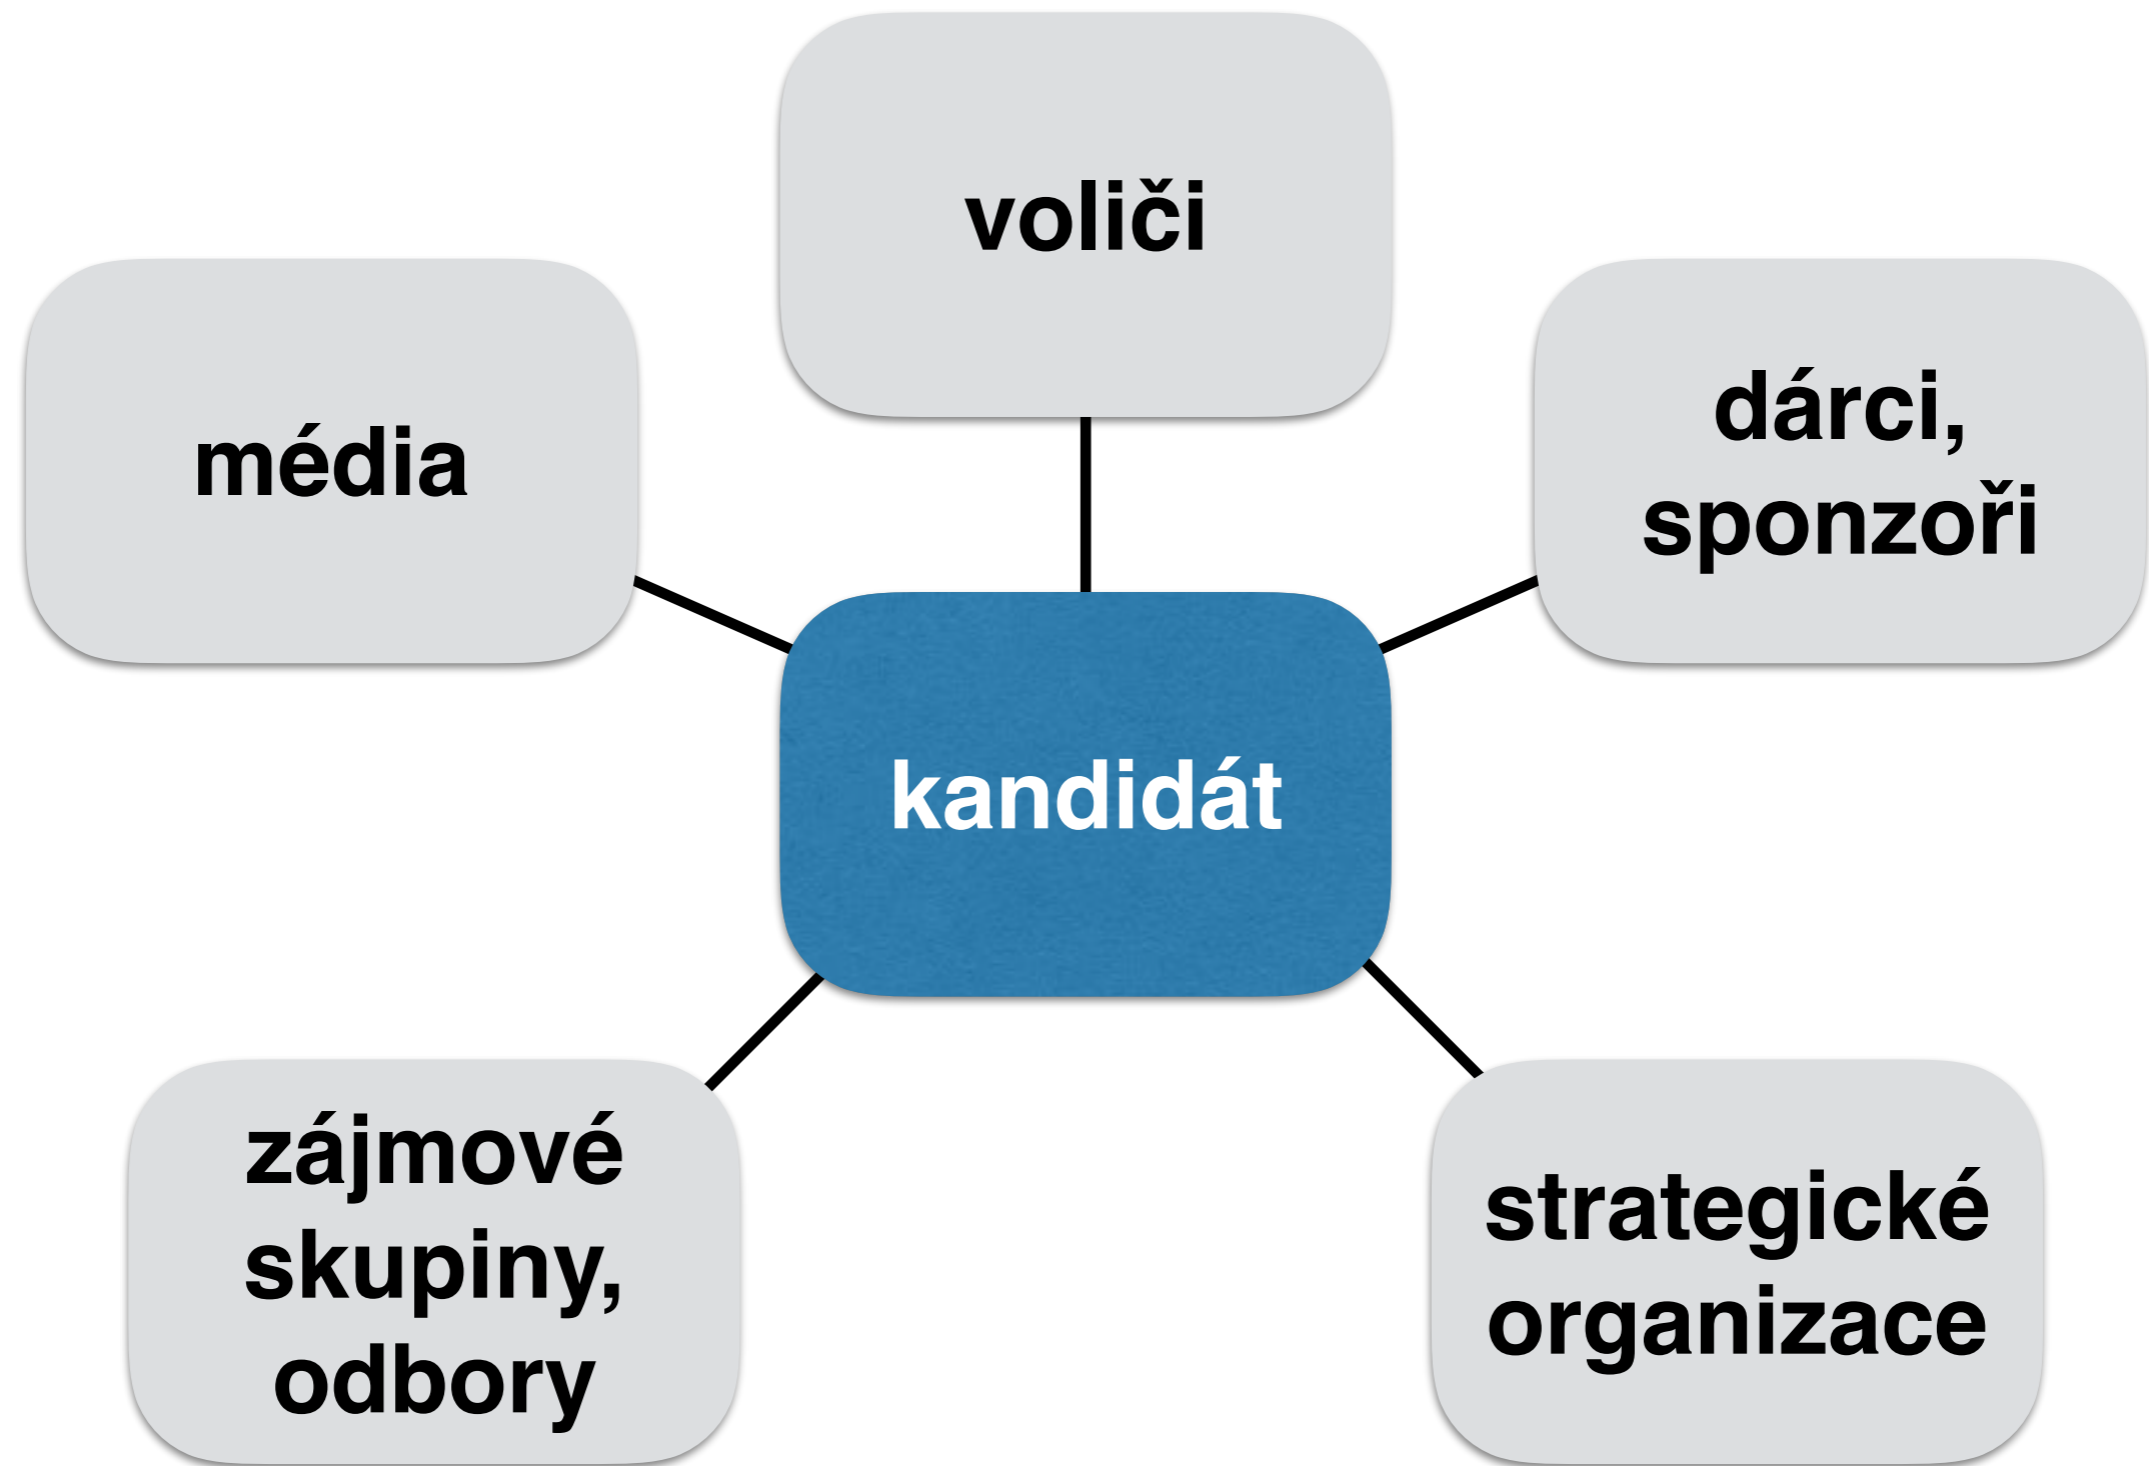 voliči
média
dárci,
sponzoři
kandidát
zájmové
skupiny,
odbory
strategické
organizace